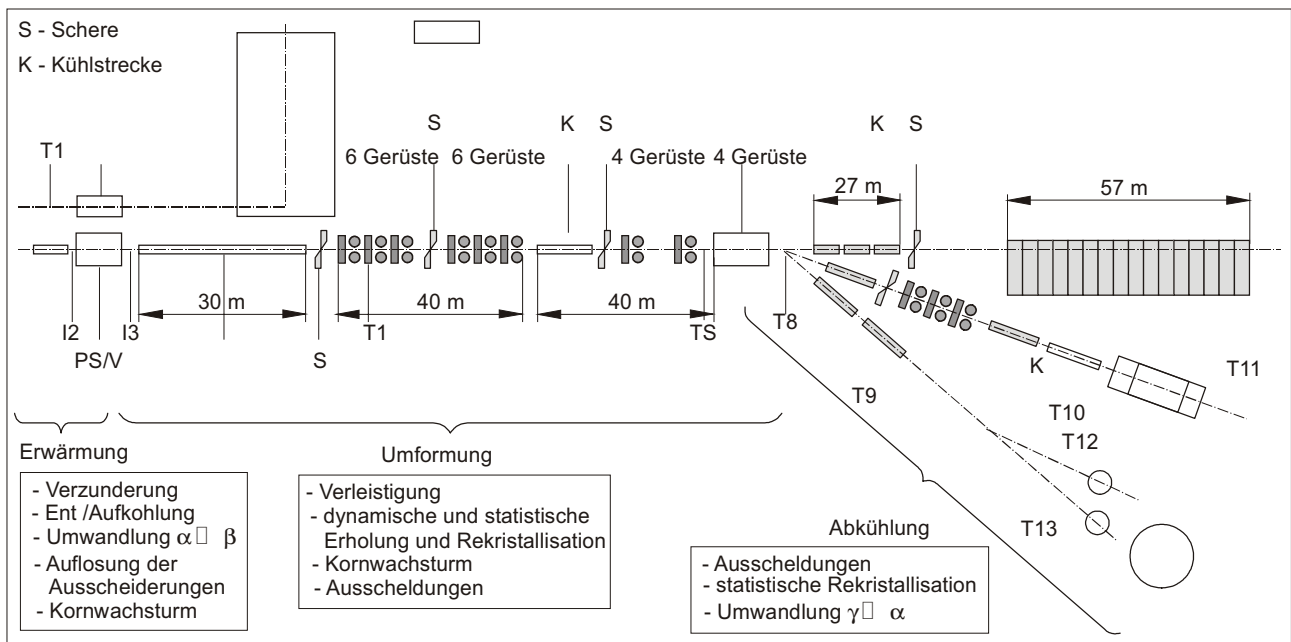 S - Schere
K - Kühlstrecke
S
K S
K S
T1
6 Gerüste 6 Gerüste
4 Gerüste 4 Gerüste
27 m
57 m
30 m
40 m
40 m
I2
I3
T1
TS
T8
PS/V
S
T9
K
T11
T10
T12
T13
Erwärmung
- Verzunderung
- Ent /Aufkohlung
- Umwandlung α□ β
- Auflosung der
Ausscheiderungen
- Kornwachsturm
Umformung
- Verleistigung
- dynamische und statistische
Erholung und Rekristallisation
- Kornwachsturm
- Ausscheldungen
Abkühlung
- Ausscheldungen
- statistische Rekristallisation
- Umwandlung γ□ α